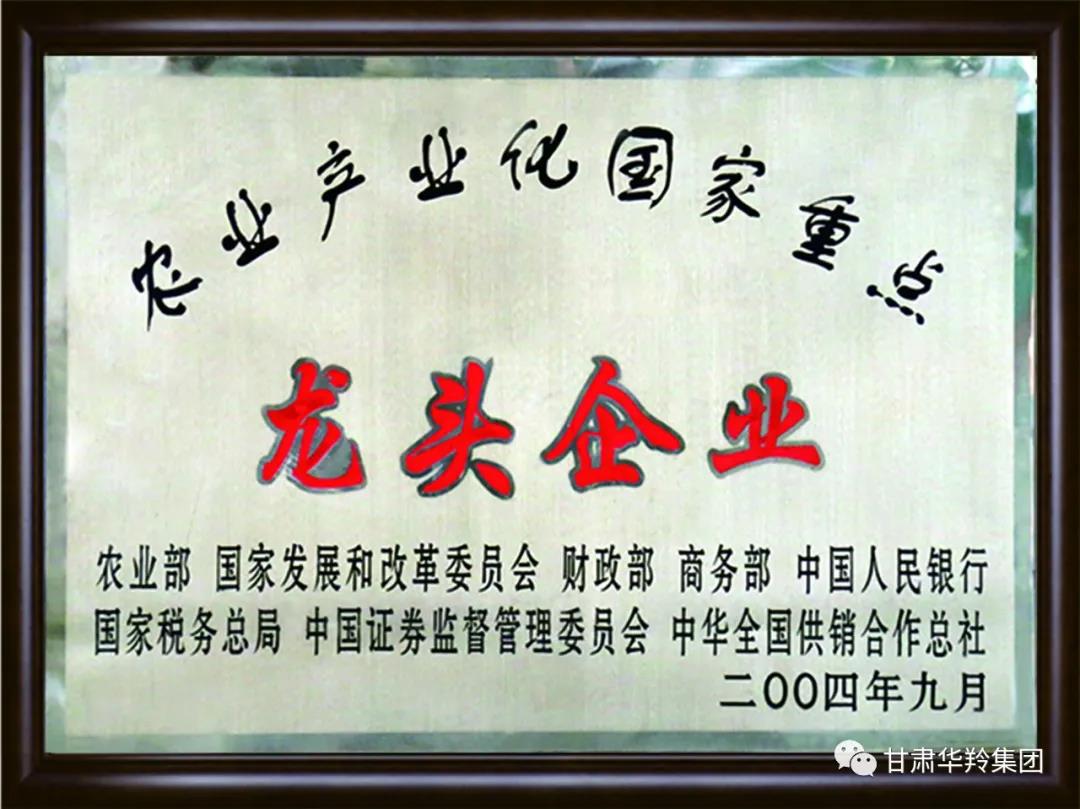 农业产业化国家重点
龙头企业
农业部 国家发展和改革委员会 财政部 商务部 中国人民银行
国家税务总局 中国证券监督管理委员会 中华全国供销合作总社
二〇〇四年九月
甘肃华羚集团